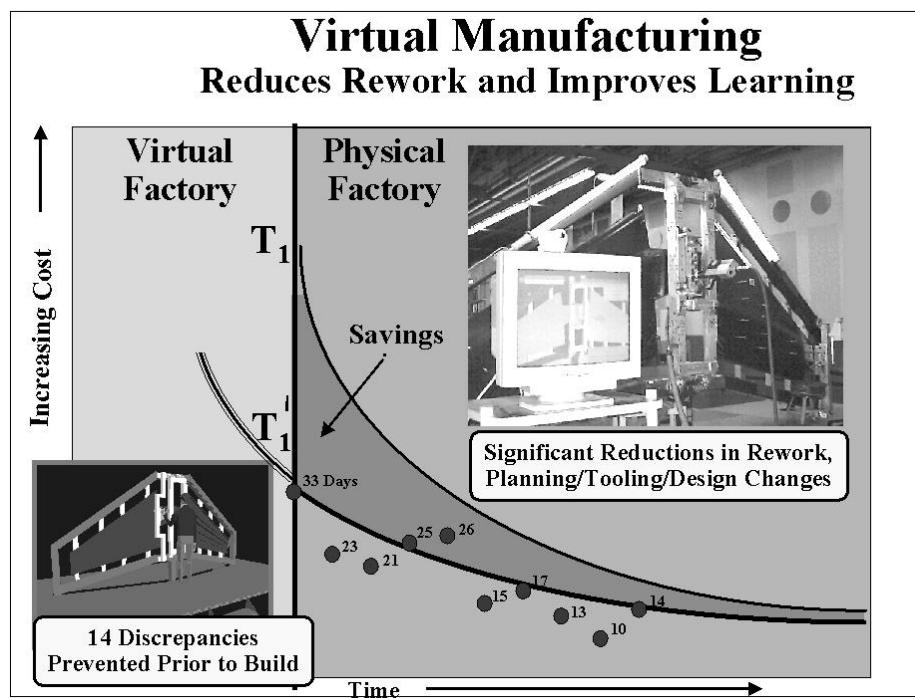 Virtual Manufacturing
Reduces Rework and Improves Learning
Increasing Cost
Virtual
Factory
Physical
Factory
T1
Savings
T1'
Significant Reductions in Rework,
Planning/Tooling/Design Changes
33 Days
23
21
25
26
15
17
13
10
14
14 Discrepancies
Prevented Prior to Build
Time